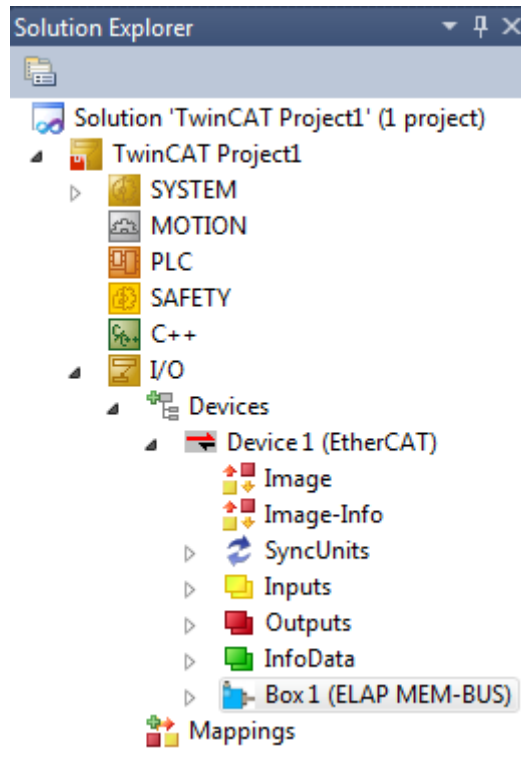 Solution Explorer
Solution 'TwinCAT Project1' (1 project)
TwinCAT Project1
SYSTEM
MOTION
PLC
SAFETY
C++
I/O
Devices
Device 1 (EtherCAT)
Image
Image-Info
SyncUnits
Inputs
Outputs
InfoData
Box 1 (ELAP MEM-BUS)
Mappings